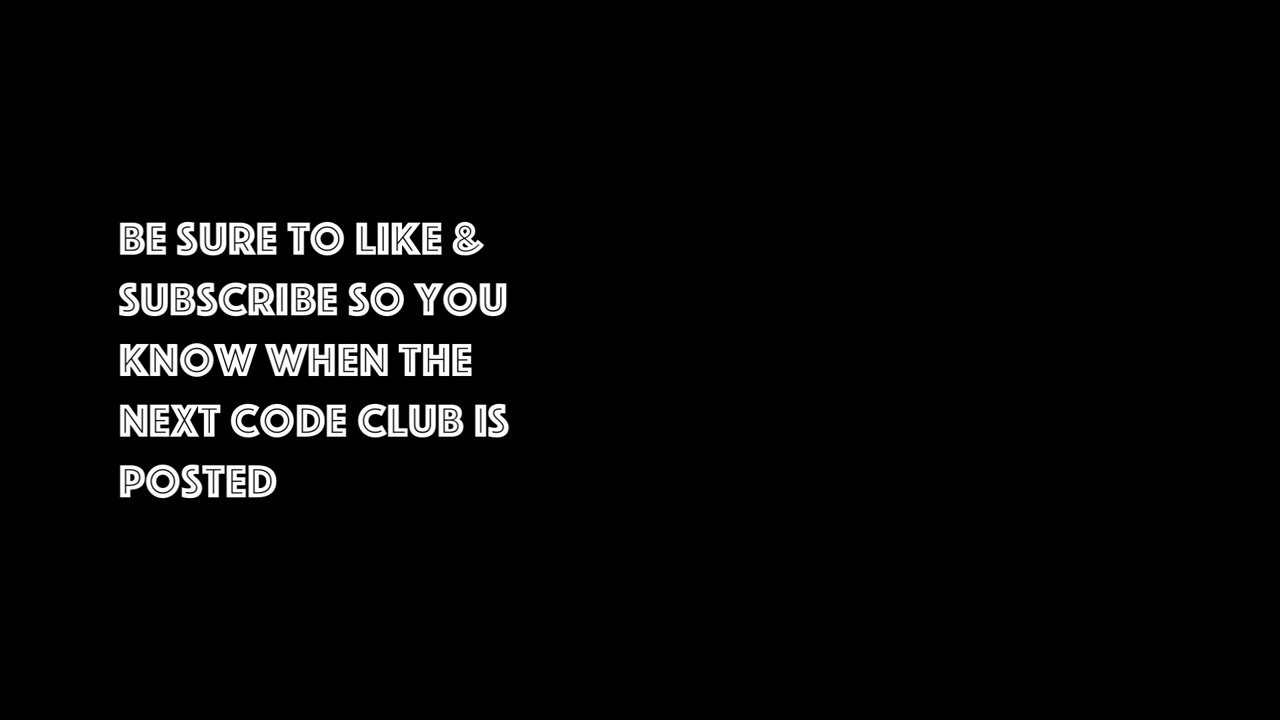 BE SURE TO LIKE &
SUBSCRIBE SO YOU
KNOW WHEN THE
NEXT CODE CLUB IS
POSTED